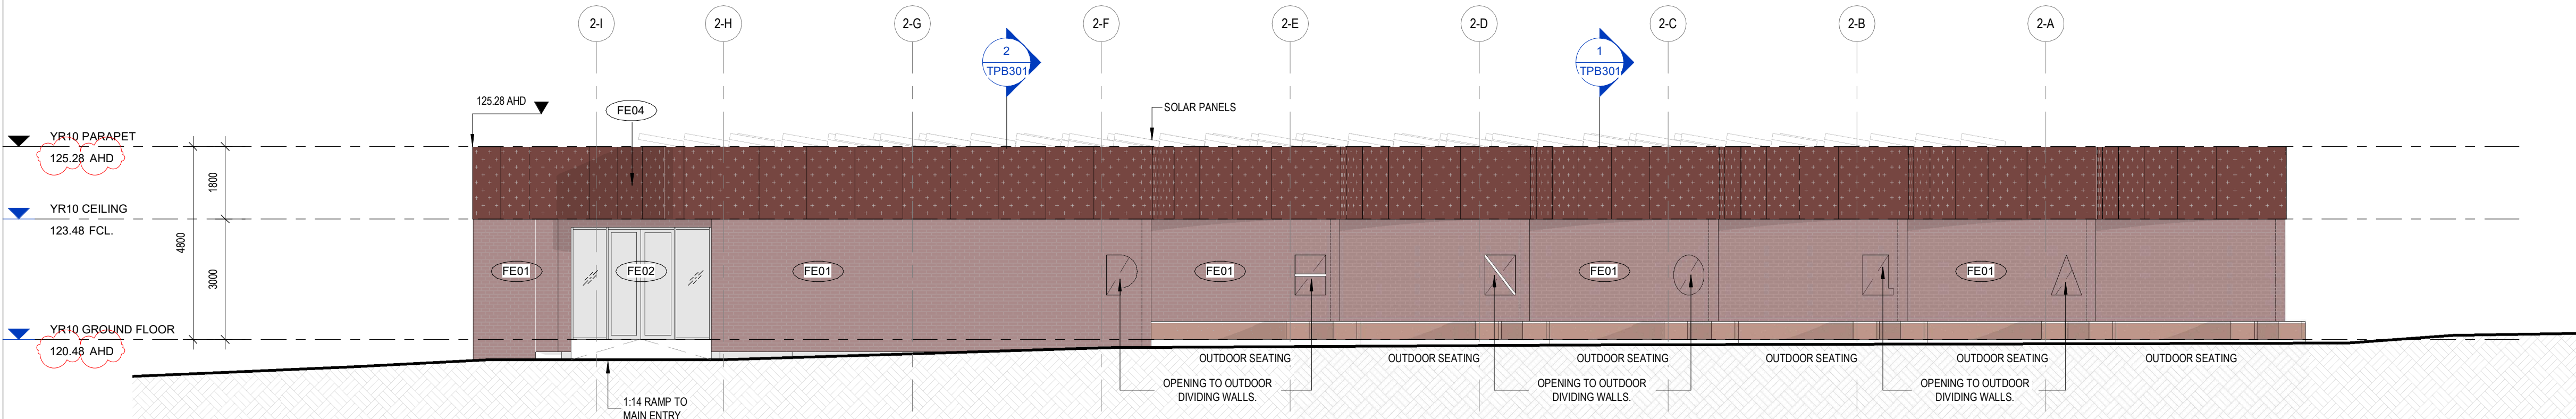 2-I
2-H
2-G
2-F
2-E
2-D
2-C
2-B
2-A
2
TPB301
1
TPB301
125.28 AHD
FE04
SOLAR PANELS
YR10 PARAPET
125.28 AHD
1800
YR10 CEILING
123.48 FCL.
4800
3000
FE01
FE02
FE01
FE01
FE01
FE01
YR10 GROUND FLOOR
120.48 AHD
OUTDOOR SEATING
OUTDOOR SEATING
OUTDOOR SEATING
OUTDOOR SEATING
OUTDOOR SEATING
OUTDOOR SEATING
OPENING TO OUTDOOR
DIVIDING WALLS.
OPENING TO OUTDOOR
DIVIDING WALLS.
OPENING TO OUTDOOR
DIVIDING WALLS.
1:14 RAMP TO
MAIN ENTRY